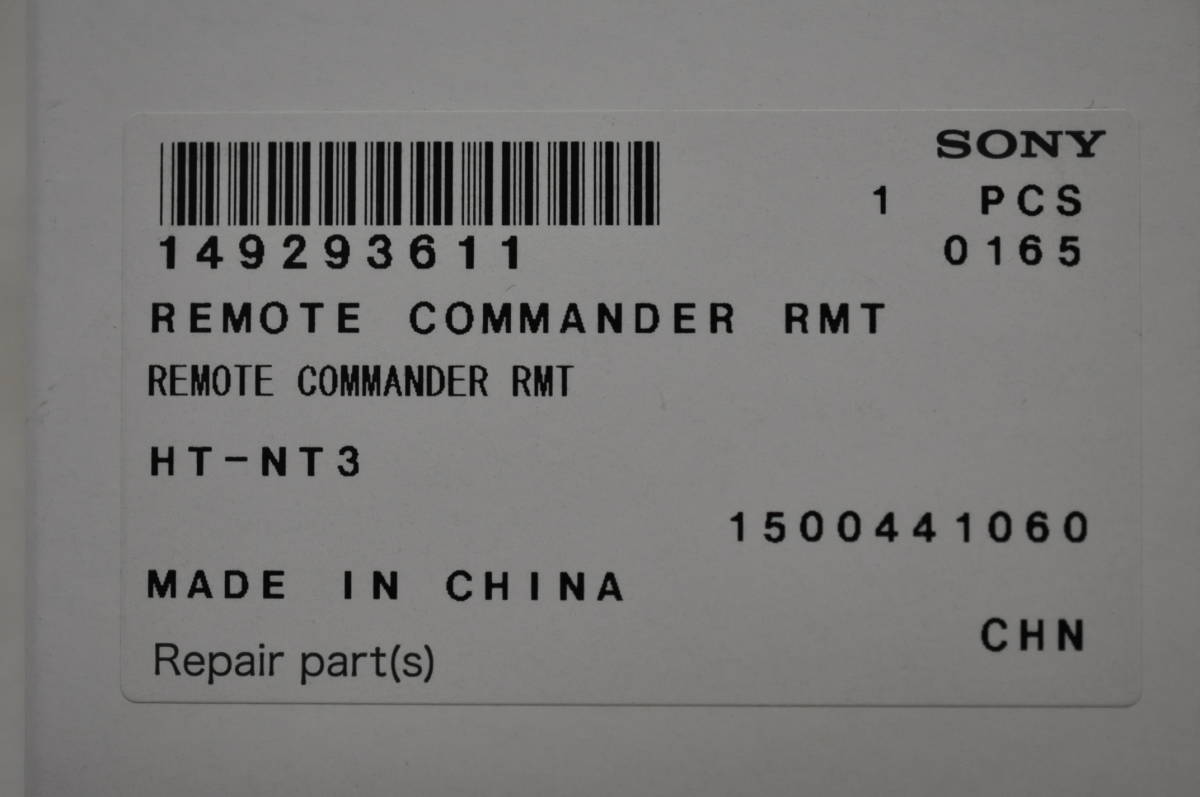 SONY
1 PCS
149293611 0165
REMOTE COMMANDER RMT
REMOTE COMMANDER RMT
HT-NT3
1500441060
MADE IN CHINA
CHN
Repair part(s)